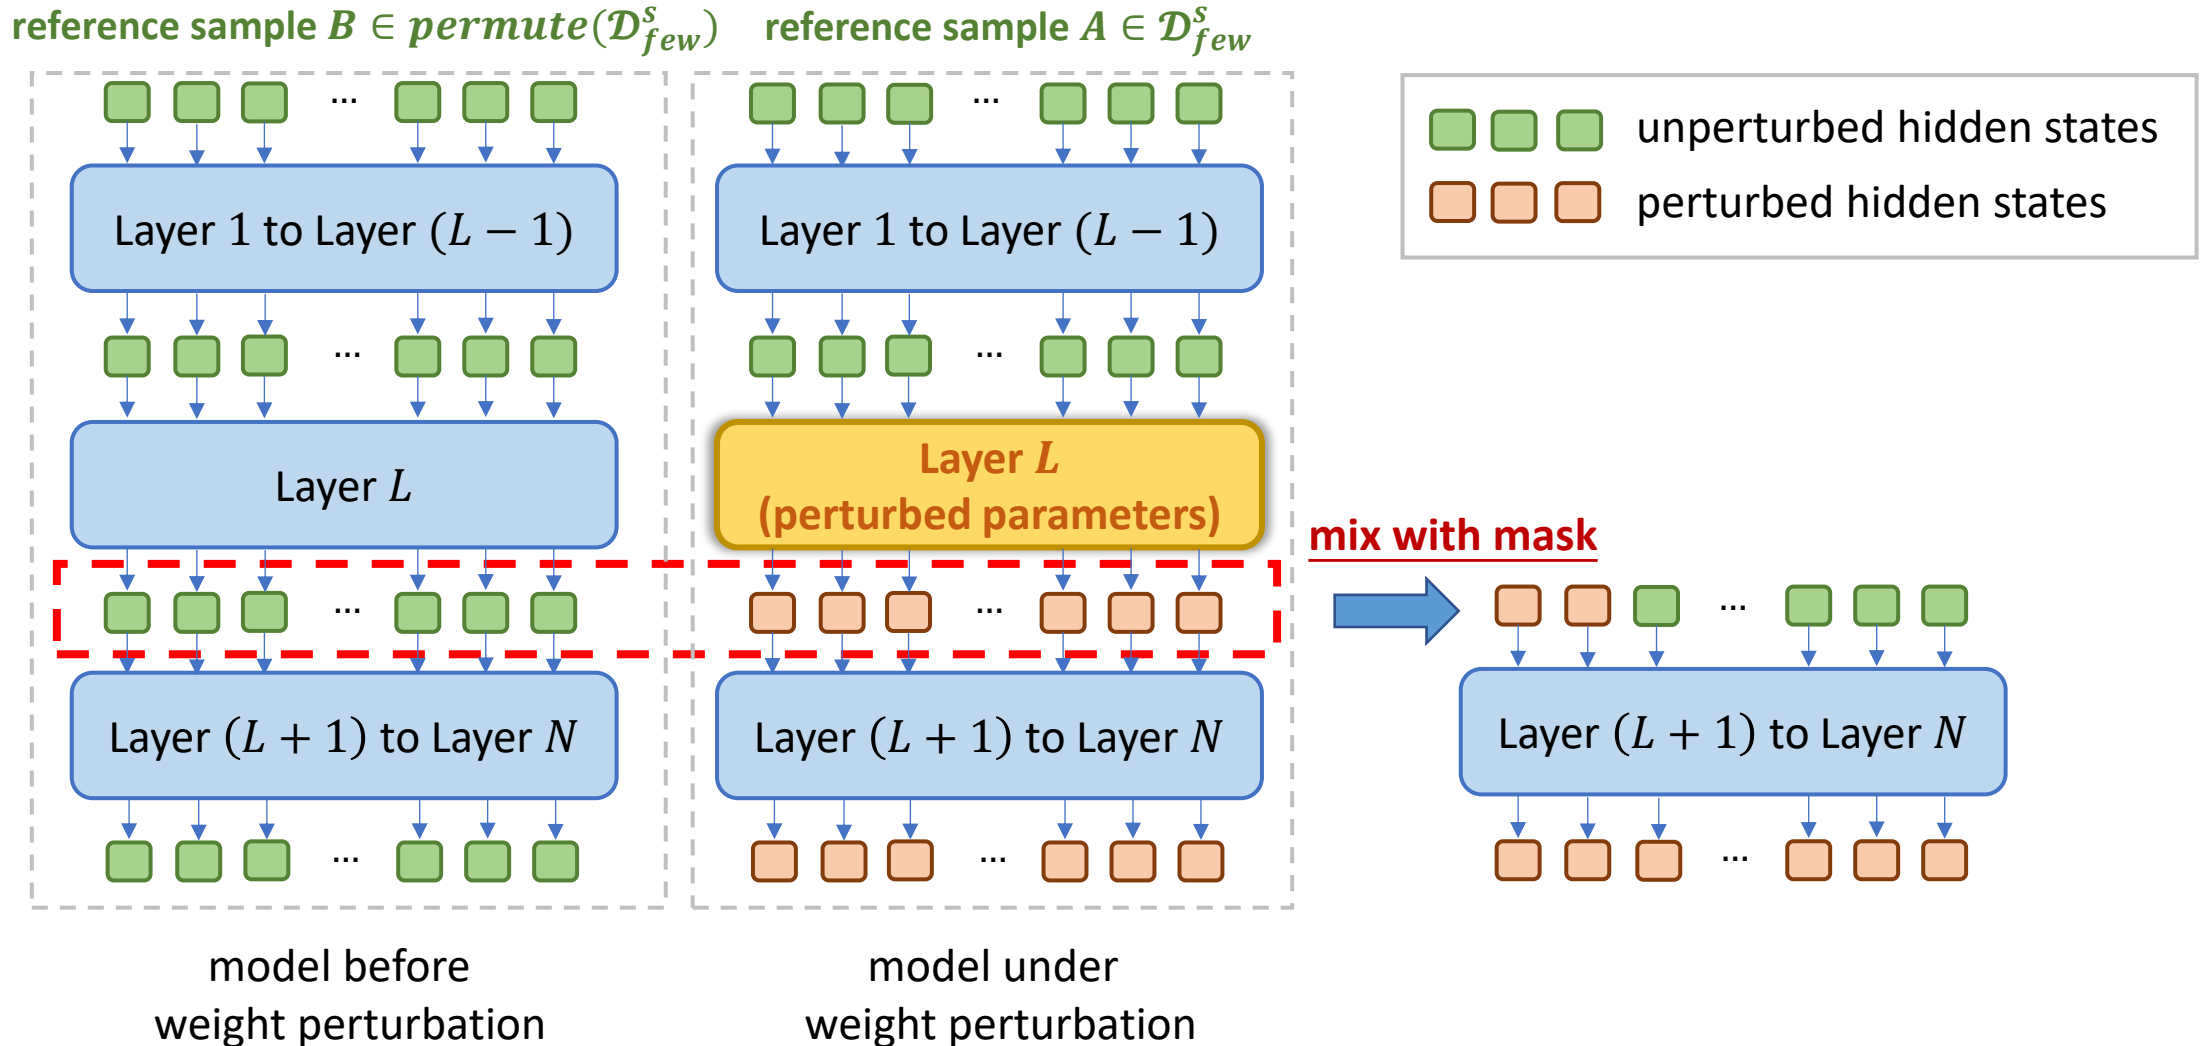 reference sample B ∈ permute(𝒟ˢ_few)
reference sample A ∈ 𝒟ˢ_few
...
...
unperturbed hidden states
perturbed hidden states
Layer 1 to Layer (L − 1)
Layer 1 to Layer (L − 1)
...
...
Layer L
Layer L
(perturbed parameters)
mix with mask
...
...
...
Layer (L + 1) to Layer N
Layer (L + 1) to Layer N
Layer (L + 1) to Layer N
...
...
...
model before
weight perturbation
model under
weight perturbation